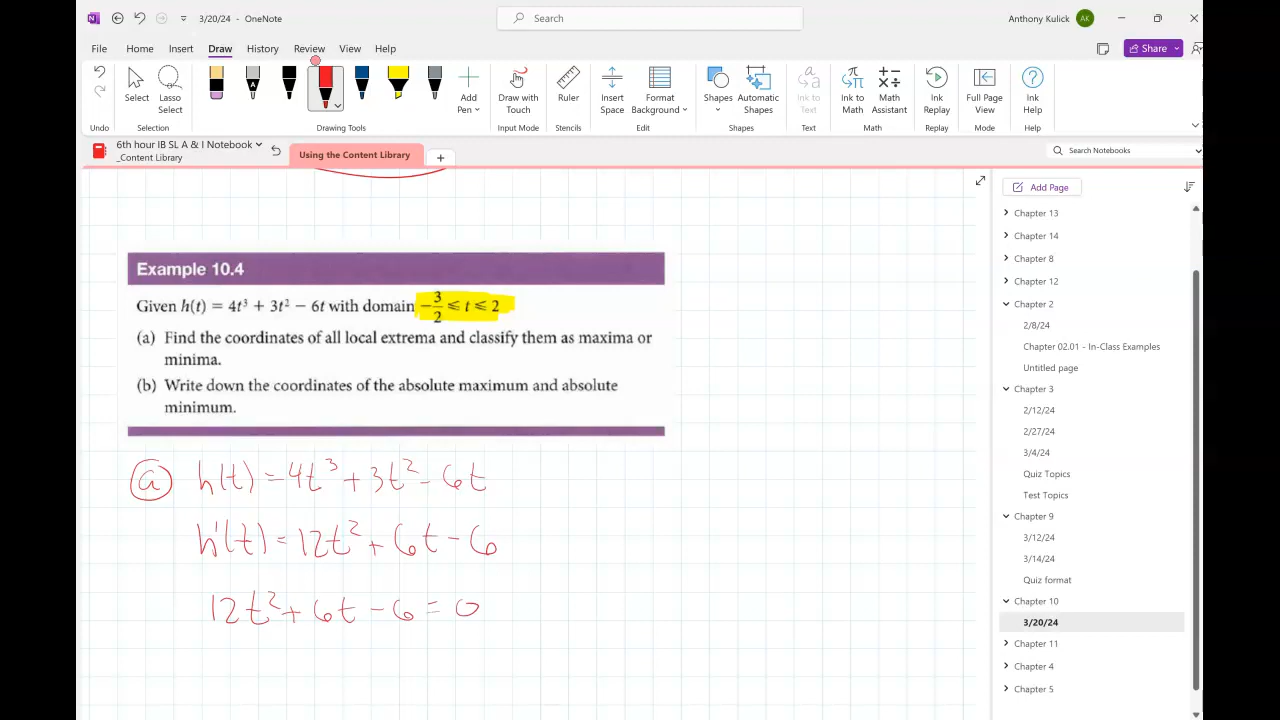 3/20/24 - OneNote
Search
Anthony Kulick
AK
File Home Insert Draw History Review View Help
Share
Select
Lasso Select
Add Pen
Draw with Touch
Ruler
Insert Space
Format Background
Shapes
Automatic Shapes
Ink to Text
Ink to Math
Math Assistant
Ink Replay
Full Page View
Ink Help
Undo Selection Drawing Tools Input Mode Stencils Edit Shapes Text Math Replay Mode Help
6th hour IB SL A & I Notebook
_Content Library
Using the Content Library
+
Search Notebooks
Add Page
Example 10.4
Given h(t) = 4t³ + 3t² − 6t with domain −3/2 ⩽ t ⩽ 2
(a) Find the coordinates of all local extrema and classify them as maxima or
minima.
(b) Write down the coordinates of the absolute maximum and absolute
minimum.
ⓐ h(t) = 4t³ + 3t² - 6t
h'(t) = 12t² + 6t - 6
12t² + 6t - 6 = 0
Chapter 13
Chapter 14
Chapter 8
Chapter 12
Chapter 2
2/8/24
Chapter 02.01 - In-Class Examples
Untitled page
Chapter 3
2/12/24
2/27/24
3/4/24
Quiz Topics
Test Topics
Chapter 9
3/12/24
3/14/24
Quiz format
Chapter 10
3/20/24
Chapter 11
Chapter 4
Chapter 5